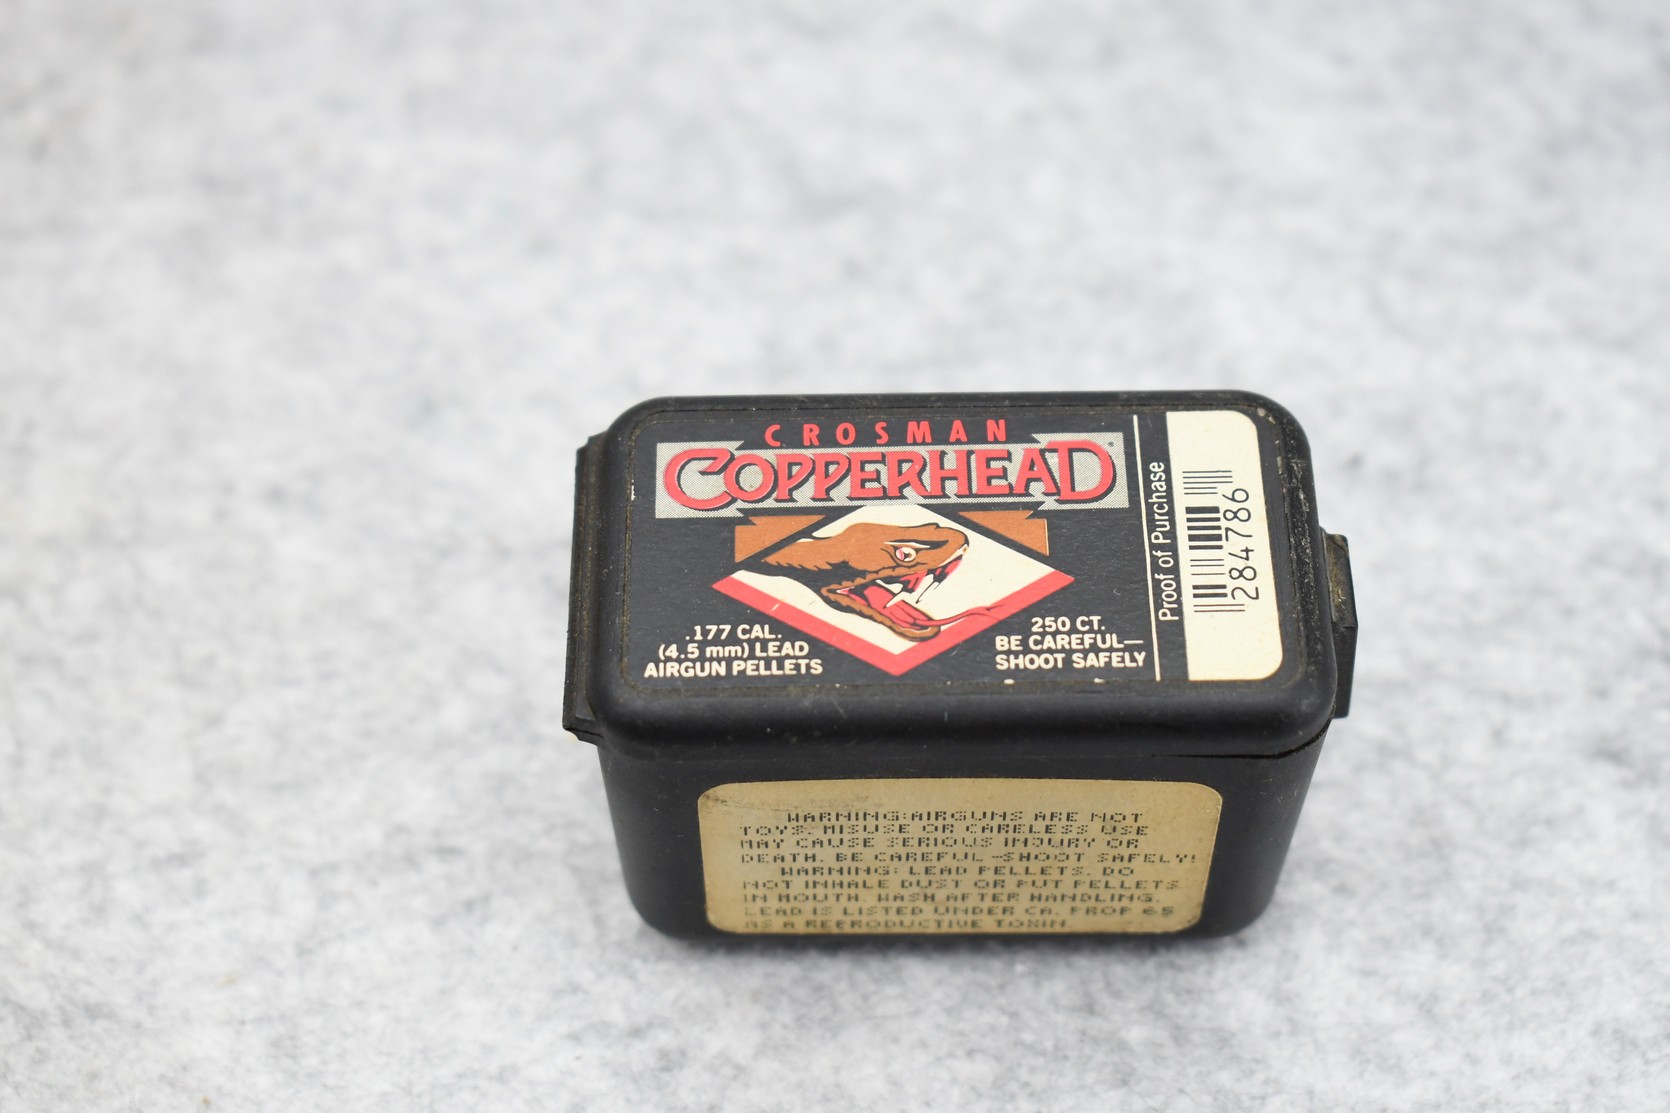 CROSMAN
COPPERHEAD
.177 CAL.
(4.5 mm) LEAD
AIRGUN PELLETS
250 CT.
BE CAREFUL—
SHOOT SAFELY
Proof of Purchase
284786
WARNING:AIRGUNS ARE NOT
TOYS. MISUSE OR CARELESS USE
MAY CAUSE SERIOUS INJURY OR
DEATH. BE CAREFUL-SHOOT SAFELY!
WARNING: LEAD PELLETS. DO
NOT INHALE DUST OR PUT PELLETS
IN MOUTH. WASH AFTER HANDLING.
LEAD IS LISTED UNDER CA. PROP 65
AS A REPRODUCTIVE TOXIN.